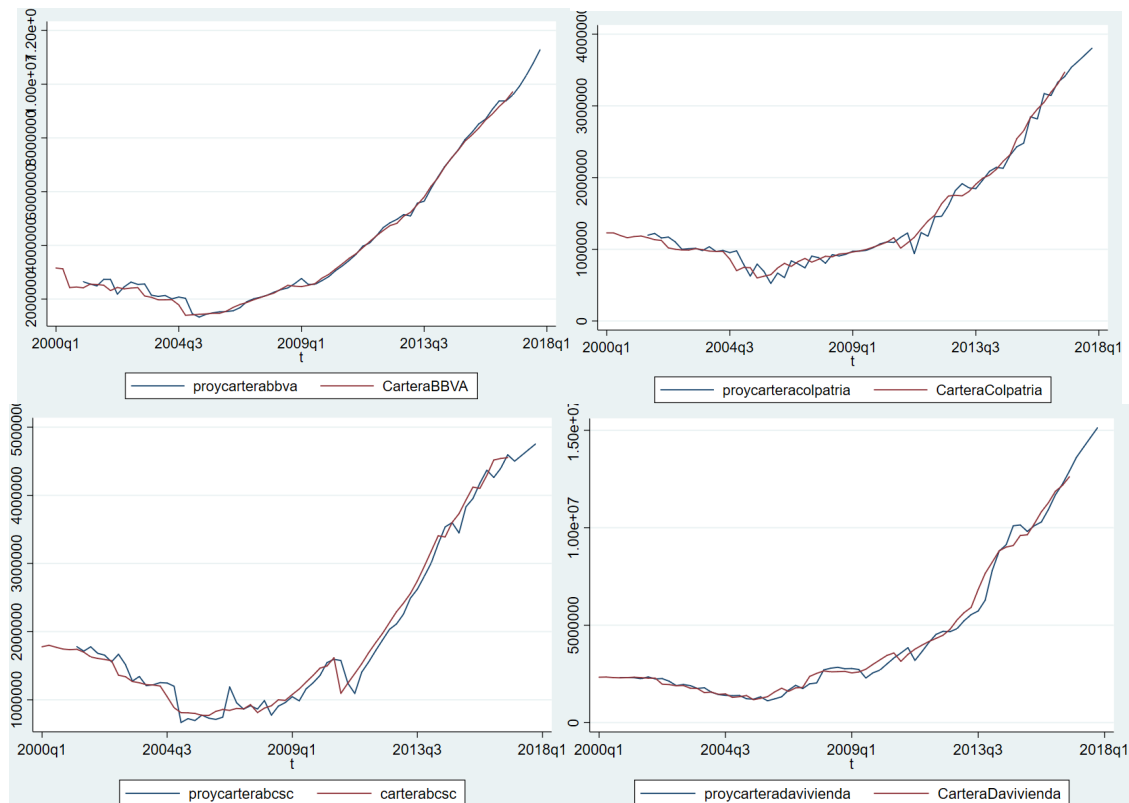 1.20e+0
1.00e+07
8000000
6000000
4000000
2000000
2000q1
2004q3
2009q1
2013q3
2018q1
t
proycarterabbva
CarteraBBVA
4000000
3000000
2000000
1000000
0
2000q1
2004q3
2009q1
2013q3
2018q1
t
proycarteracolpatria
CarteraColpatria
5000000
4000000
3000000
2000000
1000000
2000q1
2004q3
2009q1
2013q3
2018q1
t
proycarterabcsc
carterabcsc
1.50e+07
1.00e+07
5000000
0
2000q1
2004q3
2009q1
2013q3
2018q1
t
proycarteradavivienda
CarteraDavivienda